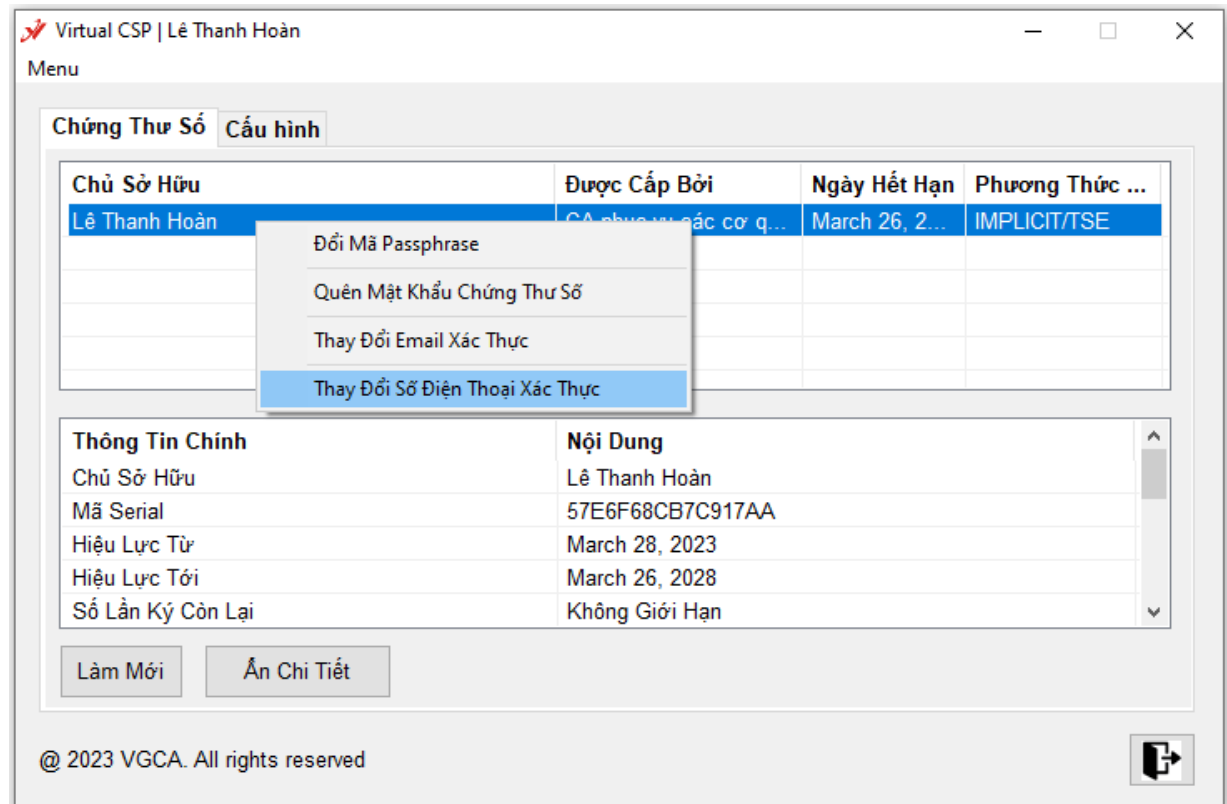 Virtual CSP | Lê Thanh Hoàn
Menu
Chứng Thư Số Cấu hình
Chủ Sở Hữu Được Cấp Bởi Ngày Hết Hạn Phương Thức ...
Lê Thanh Hoàn CA phục vụ các cơ q... March 26, 2... IMPLICIT/TSE
Đổi Mã Passphrase
Quên Mật Khẩu Chứng Thư Số
Thay Đổi Email Xác Thực
Thay Đổi Số Điện Thoại Xác Thực
Thông Tin Chính Nội Dung
Chủ Sở Hữu Lê Thanh Hoàn
Mã Serial 57E6F68CB7C917AA
Hiệu Lực Từ March 28, 2023
Hiệu Lực Tới March 26, 2028
Số Lần Ký Còn Lại Không Giới Hạn
Làm Mới Ẩn Chi Tiết
@ 2023 VGCA. All rights reserved